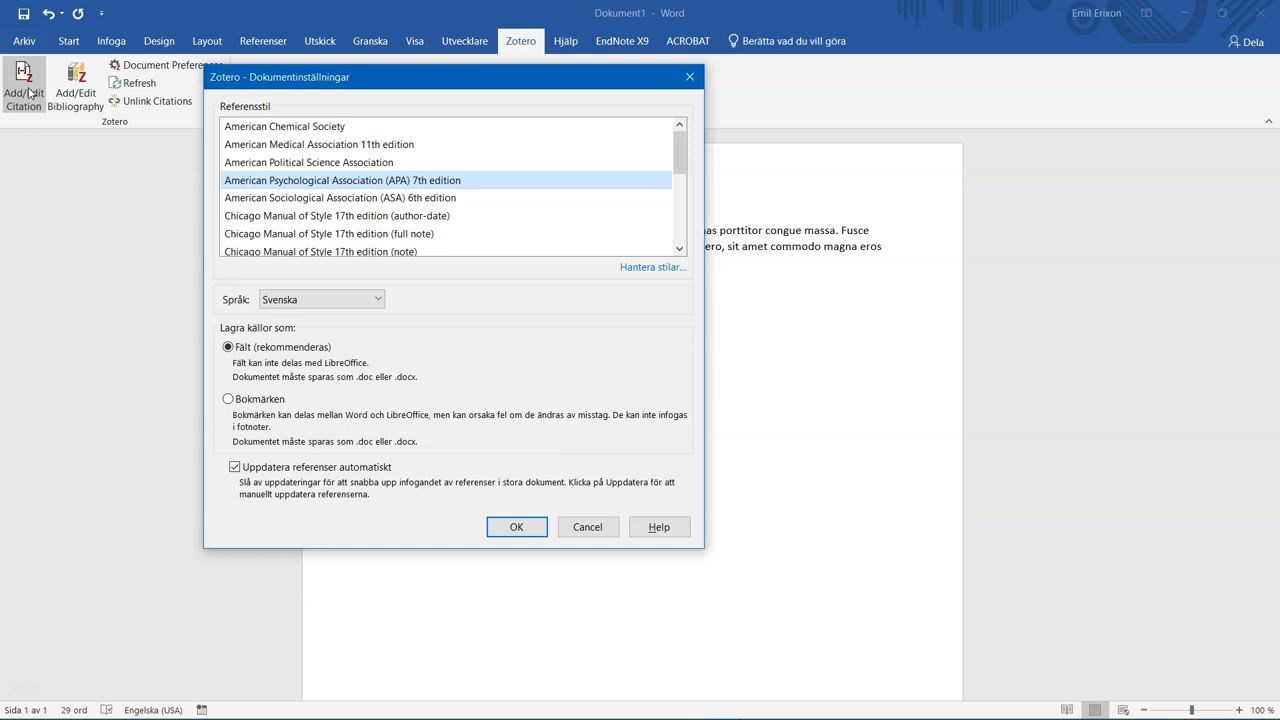 Dokument1 - Word
Emil Erixon
Arkiv Start Infoga Design Layout Referenser Utskick Granska Visa Utvecklare Zotero Hjälp EndNote X9 ACROBAT Berätta vad du vill göra
Dela
Add/Edit Citation
Add/Edit Bibliography
Document Preferences
Refresh
Unlink Citations
Zotero
Zotero - Dokumentinställningar
Referensstil
American Chemical Society
American Medical Association 11th edition
American Political Science Association
American Psychological Association (APA) 7th edition
American Sociological Association (ASA) 6th edition
Chicago Manual of Style 17th edition (author-date)
Chicago Manual of Style 17th edition (full note)
Chicago Manual of Style 17th edition (note)
Hantera stilar...
Språk: Svenska
Lagra källor som:
Fält (rekommenderas)
Fält kan inte delas med LibreOffice.
Dokumentet måste sparas som .doc eller .docx.
Bokmärken
Bokmärken kan delas mellan Word och LibreOffice, men kan orsaka fel om de ändras av misstag. De kan inte infogas
i fotnoter.
Dokumentet måste sparas som .doc eller .docx.
Uppdatera referenser automatiskt
Slå av uppdateringar för att snabba upp infogandet av referenser i stora dokument. Klicka på Uppdatera för att
manuellt uppdatera referenserna.
OK Cancel Help
porttitor congue massa. Fusce
sit amet commodo magna eros
Sida 1 av 1 29 ord Engelska (USA) 100 %